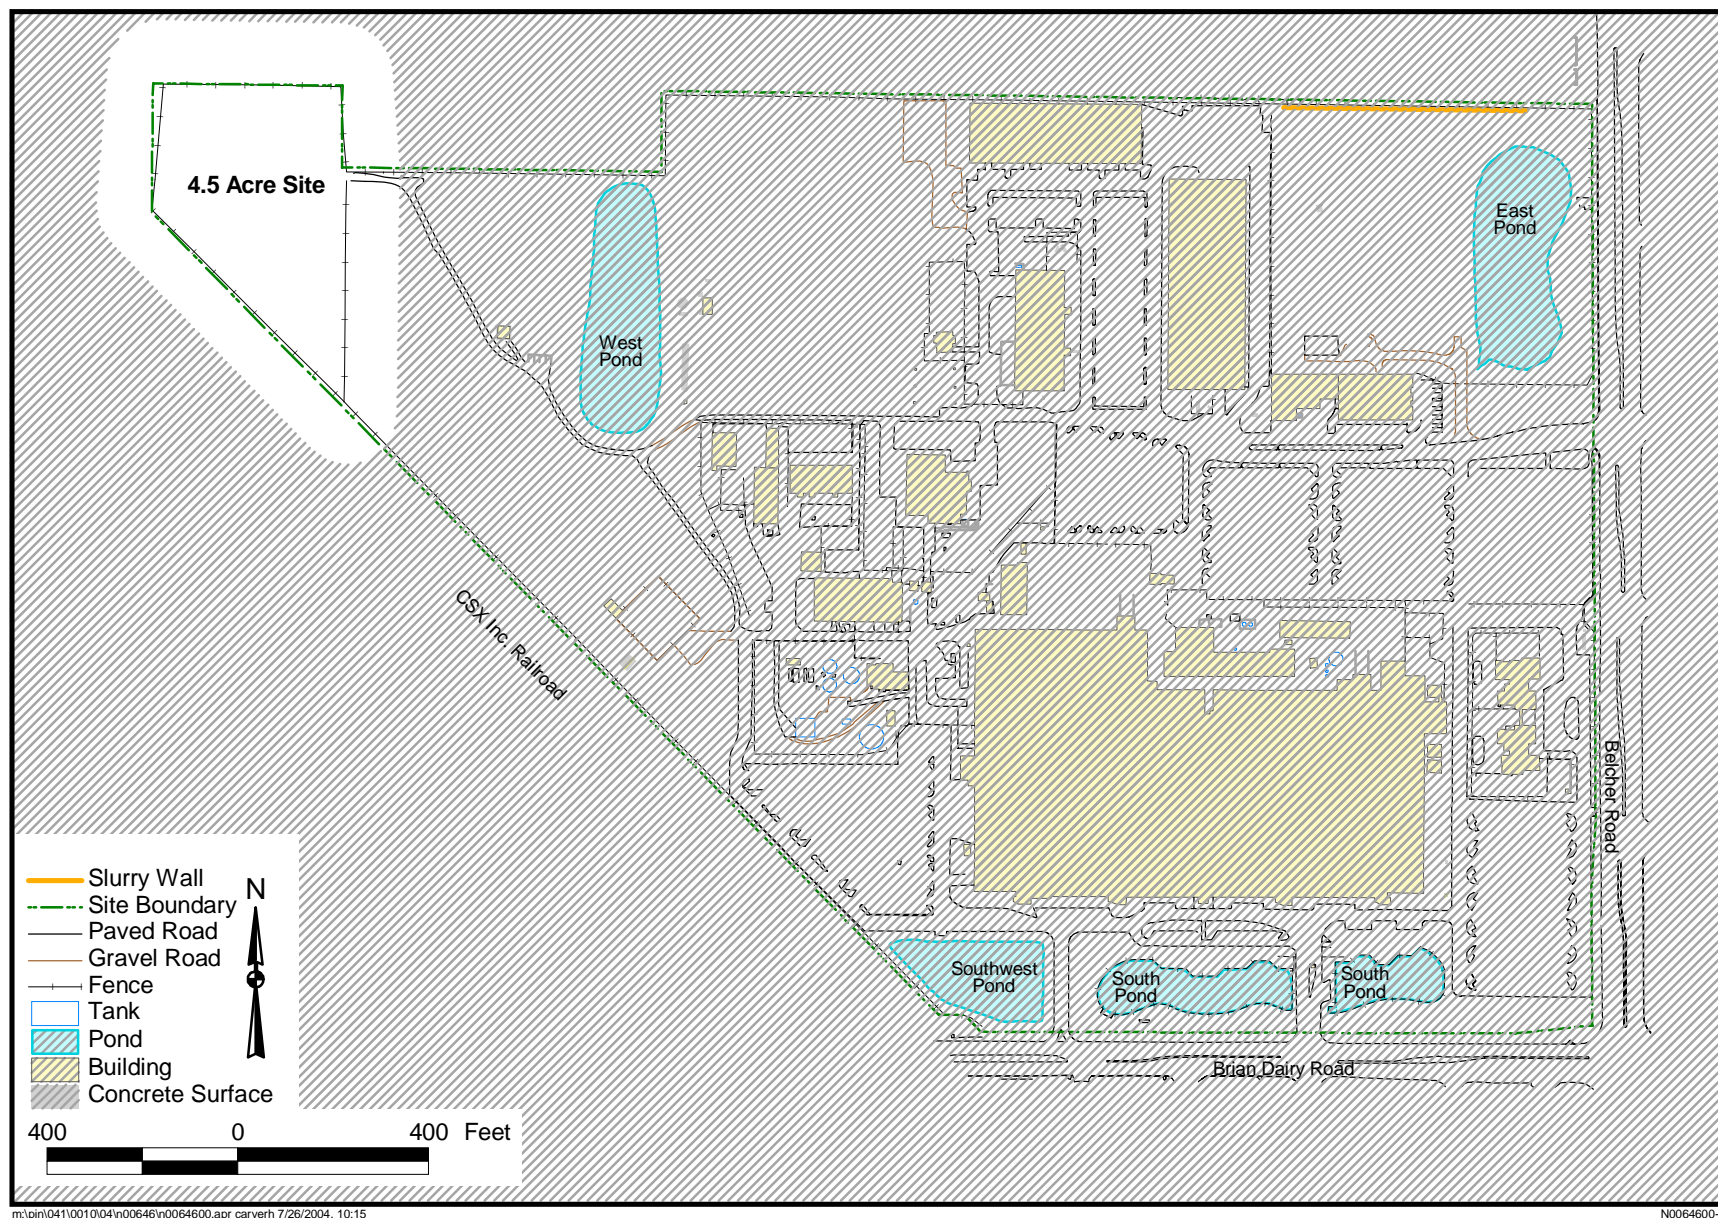 4.5 Acre Site
East
Pond
West
Pond
CSX Inc. Railroad
Belcher Road
Southwest
Pond
South
Pond
South
Pond
Brian Dairy Road
Slurry Wall
Site Boundary
Paved Road
Gravel Road
Fence
Tank
Pond
Building
Concrete Surface
N
400 0 400 Feet
m:\pin\041\0010\04\n00646\n0064600.apr carverh 7/26/2004, 10:15
N0064600-